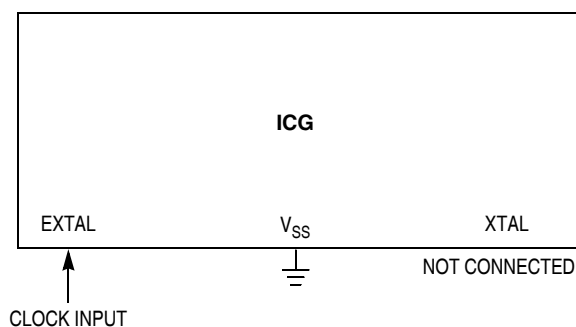 ICG
EXTAL
VSS
XTAL
NOT CONNECTED
CLOCK INPUT